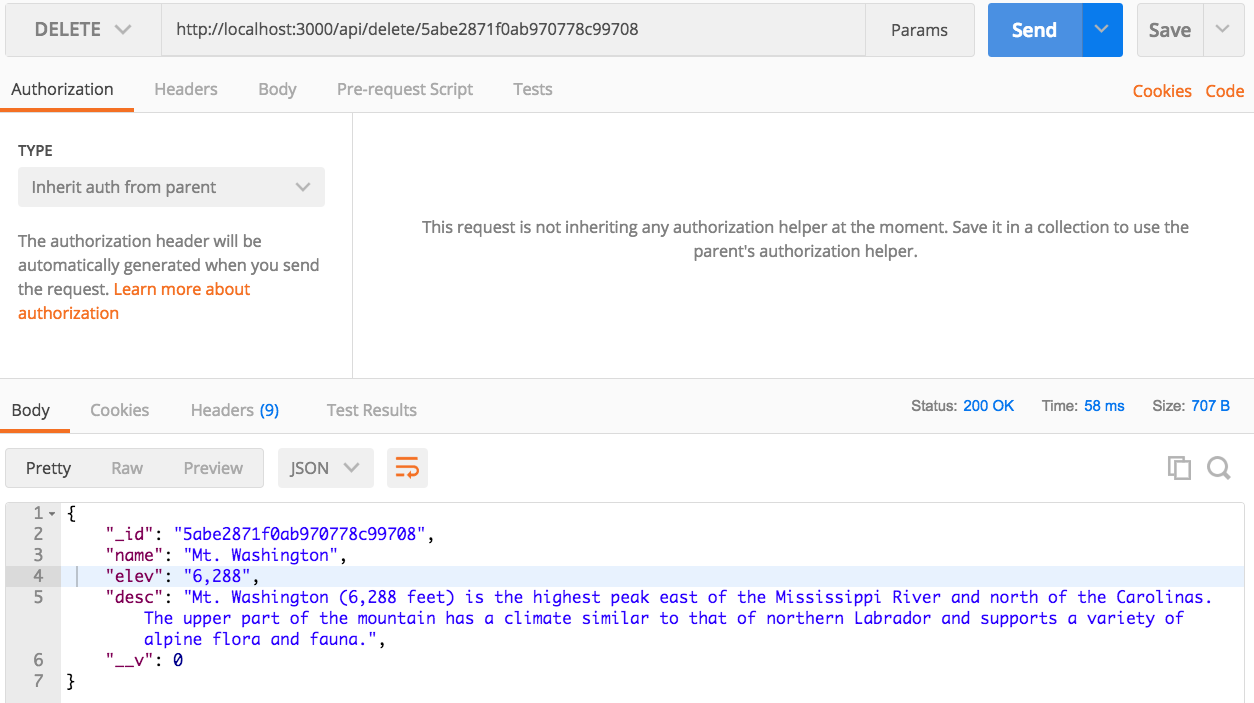 DELETE http://localhost:3000/api/delete/5abe2871f0ab970778c99708 Params Send Save
Authorization Headers Body Pre-request Script Tests Cookies Code
TYPE
Inherit auth from parent
The authorization header will be
automatically generated when you send
the request. Learn more about
authorization
This request is not inheriting any authorization helper at the moment. Save it in a collection to use the
parent's authorization helper.
Body Cookies Headers (9) Test Results Status: 200 OK Time: 58 ms Size: 707 B
Pretty Raw Preview JSON
1 {
2 "_id": "5abe2871f0ab970778c99708",
3 "name": "Mt. Washington",
4 "elev": "6,288",
5 "desc": "Mt. Washington (6,288 feet) is the highest peak east of the Mississippi River and north of the Carolinas.
The upper part of the mountain has a climate similar to that of northern Labrador and supports a variety of
alpine flora and fauna.",
6 "__v": 0
7 }